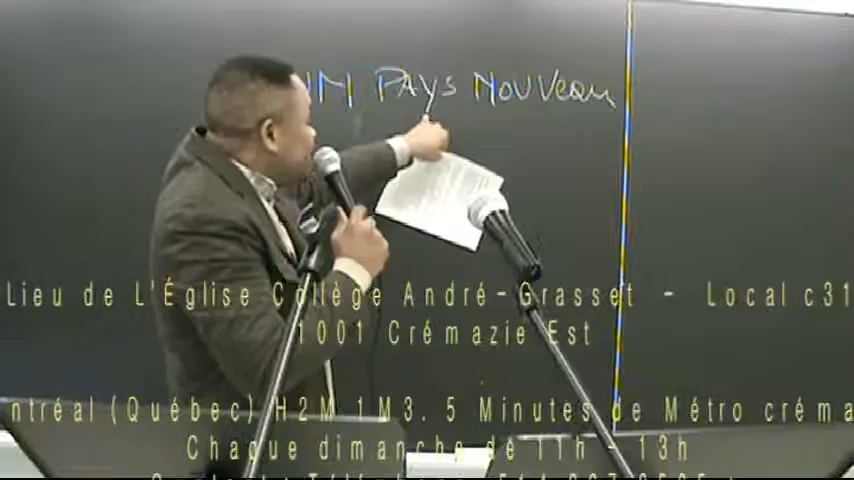 PAYS NOUVEAU
Lieu de L'Église Collège André-Grasset - Local c31
1001 Crémazie Est
ntréal (Québec) H2M 1M3. 5 Minutes de Métro créma
Chaque dimanche de 11h - 13h